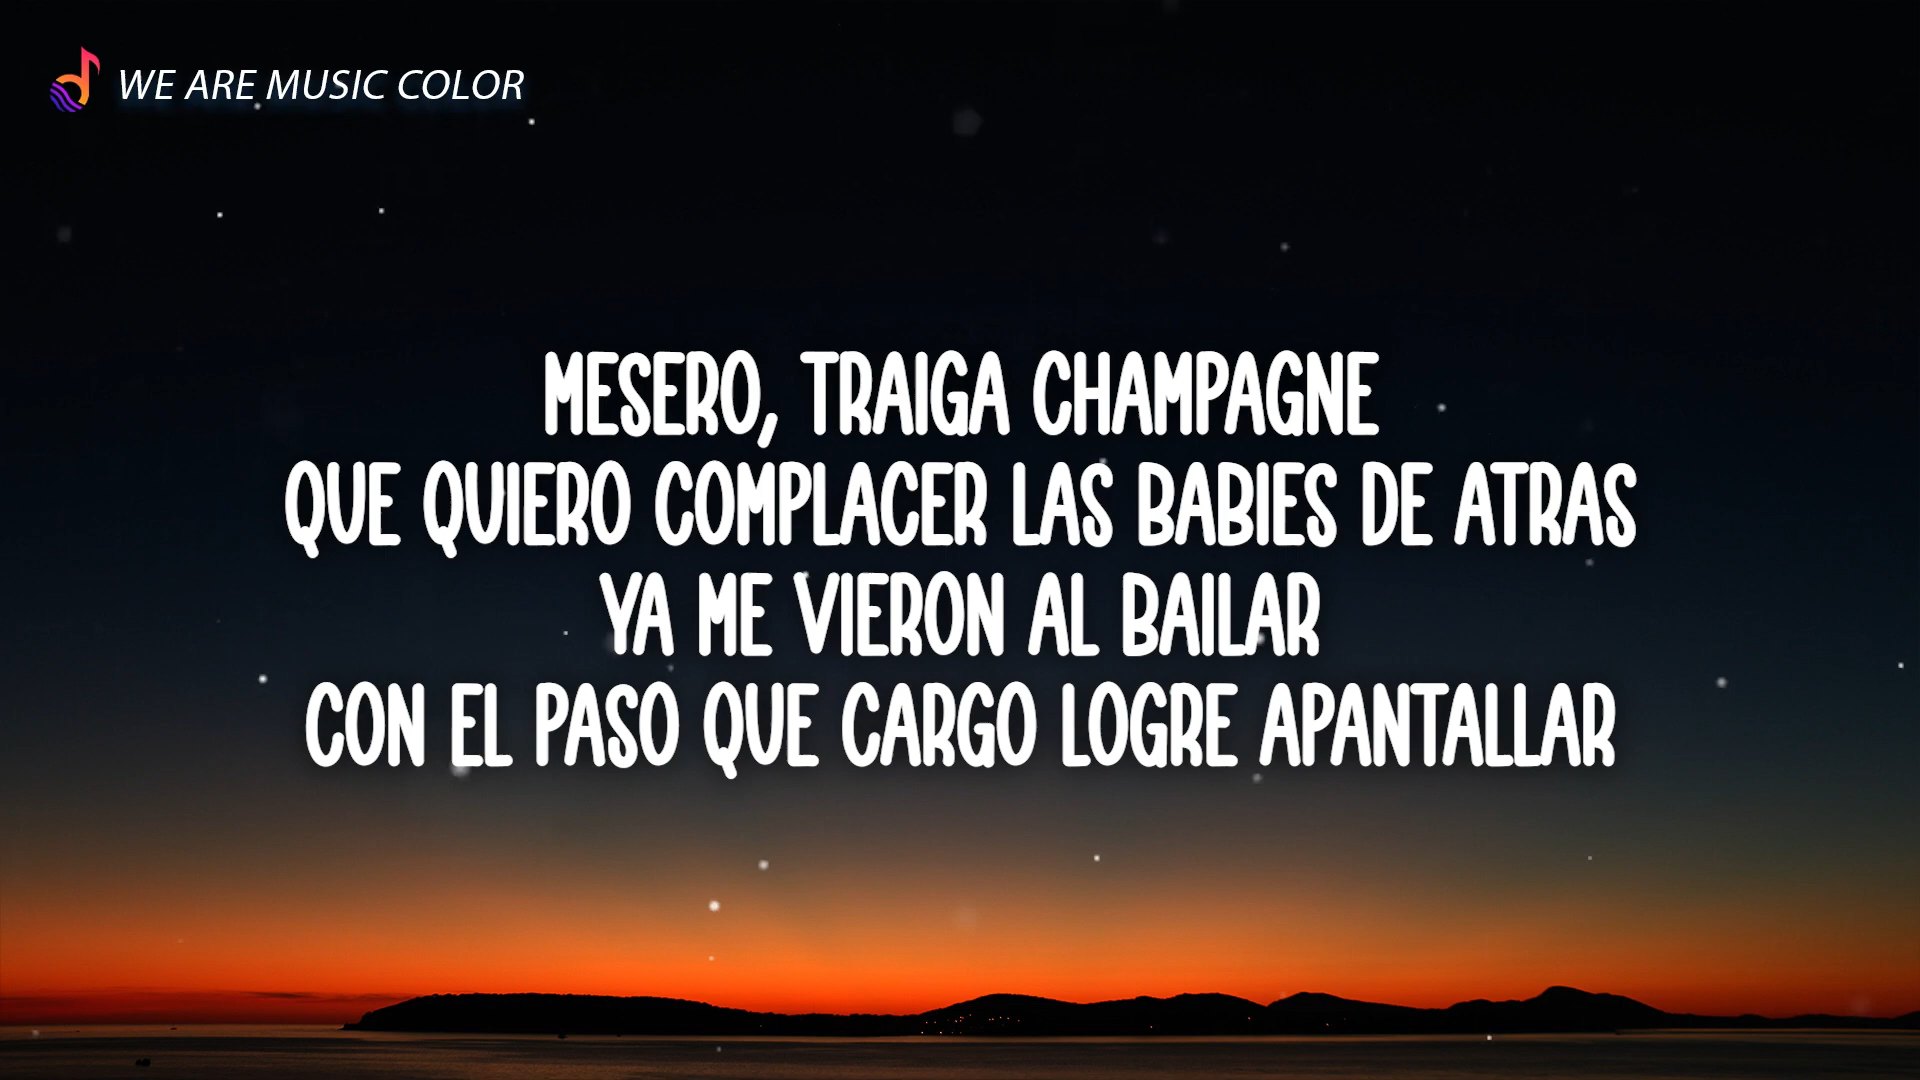 WE ARE MUSIC COLOR
MESERO, TRAIGA CHAMPAGNE
QUE QUIERO COMPLACER LAS BABIES DE ATRAS
YA ME VIERON AL BAILAR
CON EL PASO QUE CARGO LOGRE APANTALLAR